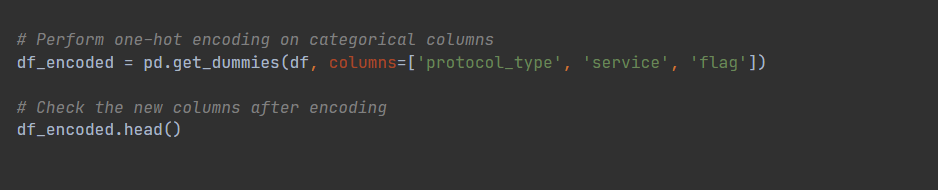 # Perform one-hot encoding on categorical columns
df_encoded = pd.get_dummies(df, columns=['protocol_type', 'service', 'flag'])
# Check the new columns after encoding
df_encoded.head()